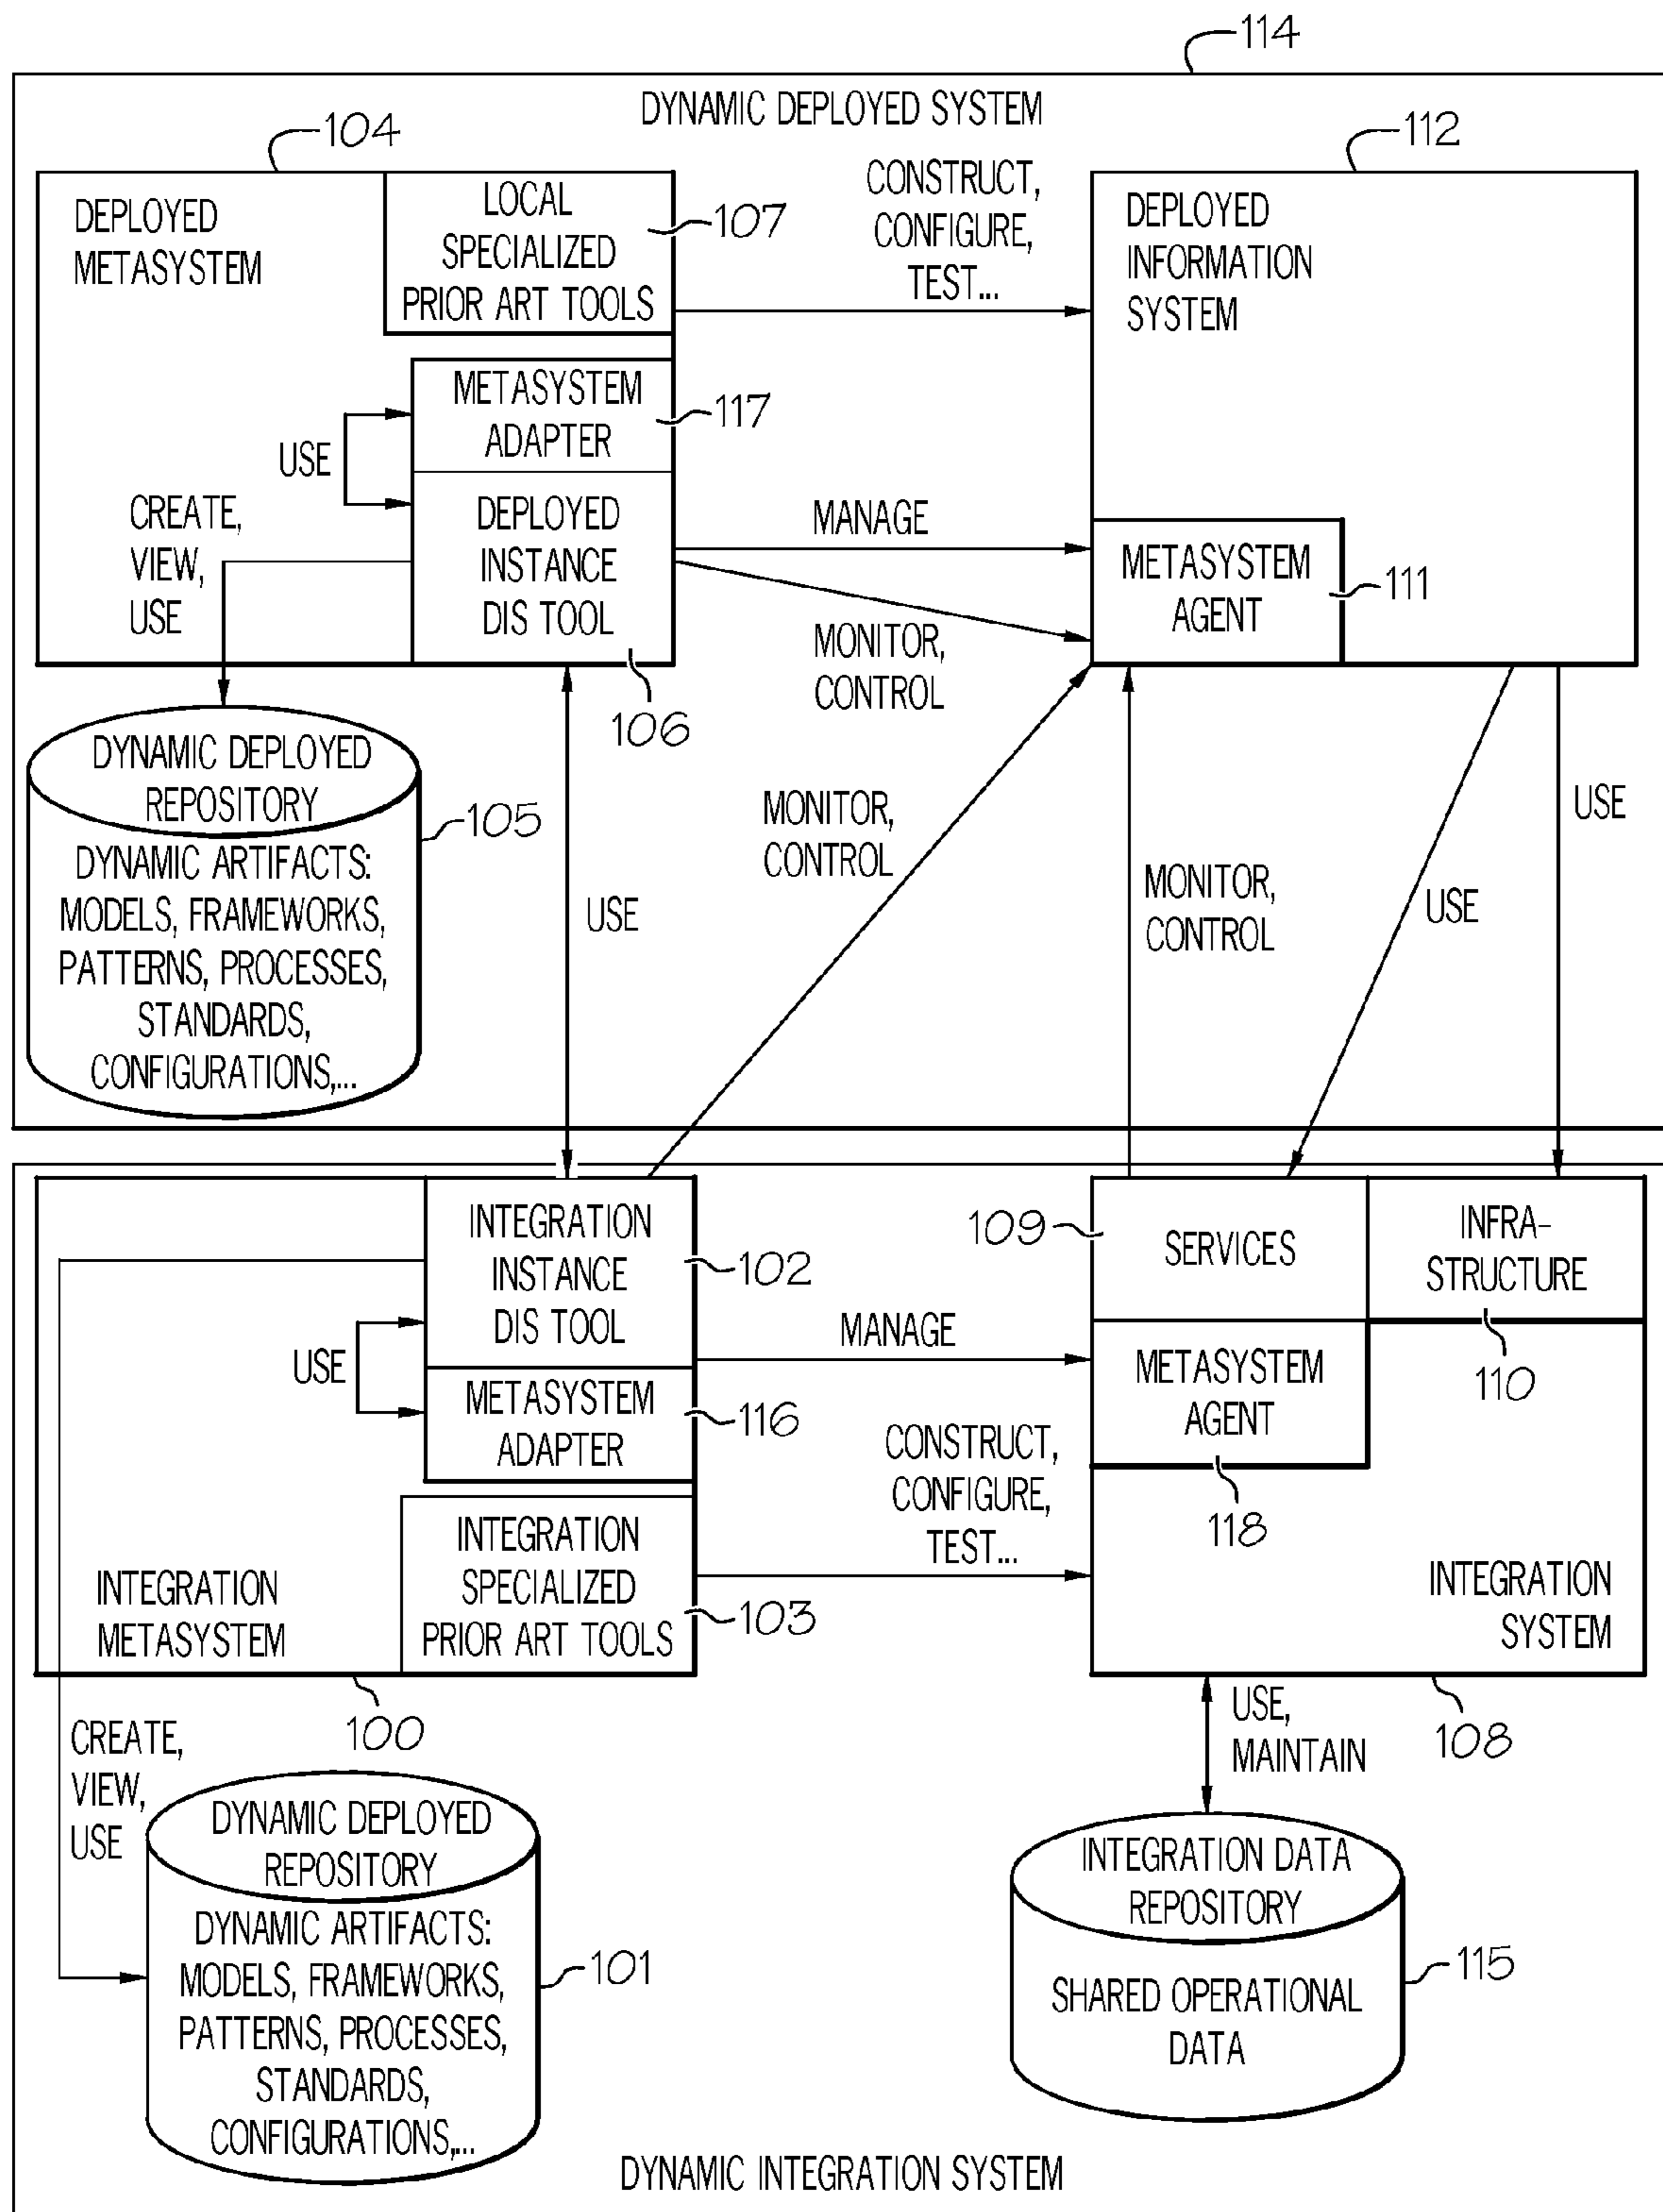 114
DYNAMIC DEPLOYED SYSTEM
104
DEPLOYED
METASYSTEM
LOCAL
SPECIALIZED
PRIOR ART TOOLS
107
CONSTRUCT,
CONFIGURE,
TEST...
112
DEPLOYED
INFORMATION
SYSTEM
METASYSTEM
ADAPTER
117
USE
CREATE,
VIEW,
USE
DEPLOYED
INSTANCE
DIS TOOL
106
MANAGE
MONITOR,
CONTROL
METASYSTEM
AGENT
111
DYNAMIC DEPLOYED
REPOSITORY
DYNAMIC ARTIFACTS:
MODELS, FRAMEWORKS,
PATTERNS, PROCESSES,
STANDARDS,
CONFIGURATIONS,...
105
USE
MONITOR,
CONTROL
MONITOR,
CONTROL
USE
USE
INTEGRATION
INSTANCE
DIS TOOL
102
109
SERVICES
INFRA-
STRUCTURE
110
USE
METASYSTEM
ADAPTER
116
MANAGE
METASYSTEM
AGENT
118
INTEGRATION
METASYSTEM
INTEGRATION
SPECIALIZED
PRIOR ART TOOLS
103
CONSTRUCT,
CONFIGURE,
TEST...
INTEGRATION
SYSTEM
100
108
CREATE,
VIEW,
USE
USE,
MAINTAIN
DYNAMIC DEPLOYED
REPOSITORY
DYNAMIC ARTIFACTS:
MODELS, FRAMEWORKS,
PATTERNS, PROCESSES,
STANDARDS,
CONFIGURATIONS,...
101
INTEGRATION DATA
REPOSITORY
SHARED OPERATIONAL
DATA
115
DYNAMIC INTEGRATION SYSTEM